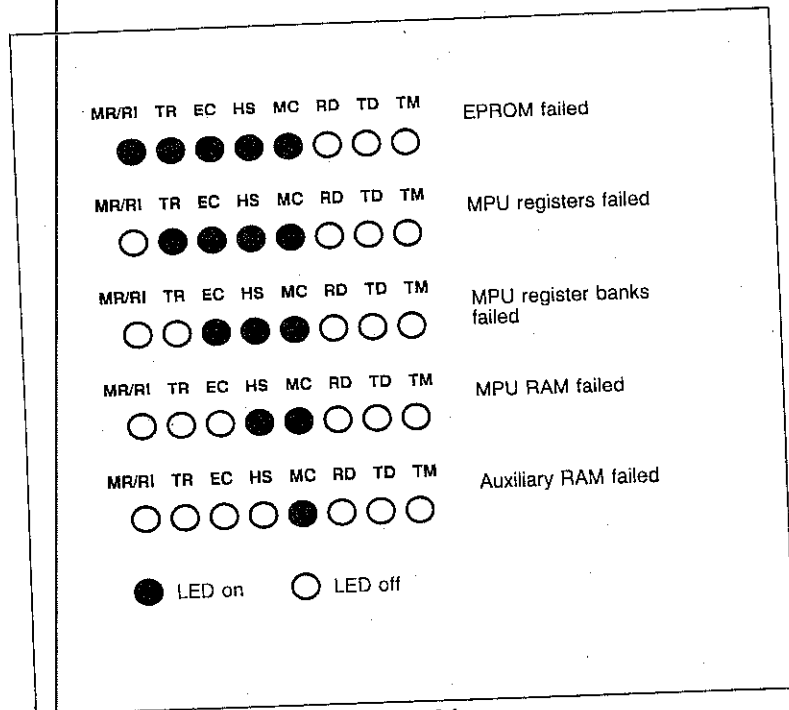 MR/RI TR EC HS MC RD TD TM EPROM failed
MR/RI TR EC HS MC RD TD TM MPU registers failed
MR/RI TR EC HS MC RD TD TM MPU register banks
failed
MR/RI TR EC HS MC RD TD TM MPU RAM failed
MR/RI TR EC HS MC RD TD TM Auxiliary RAM failed
LED on LED off